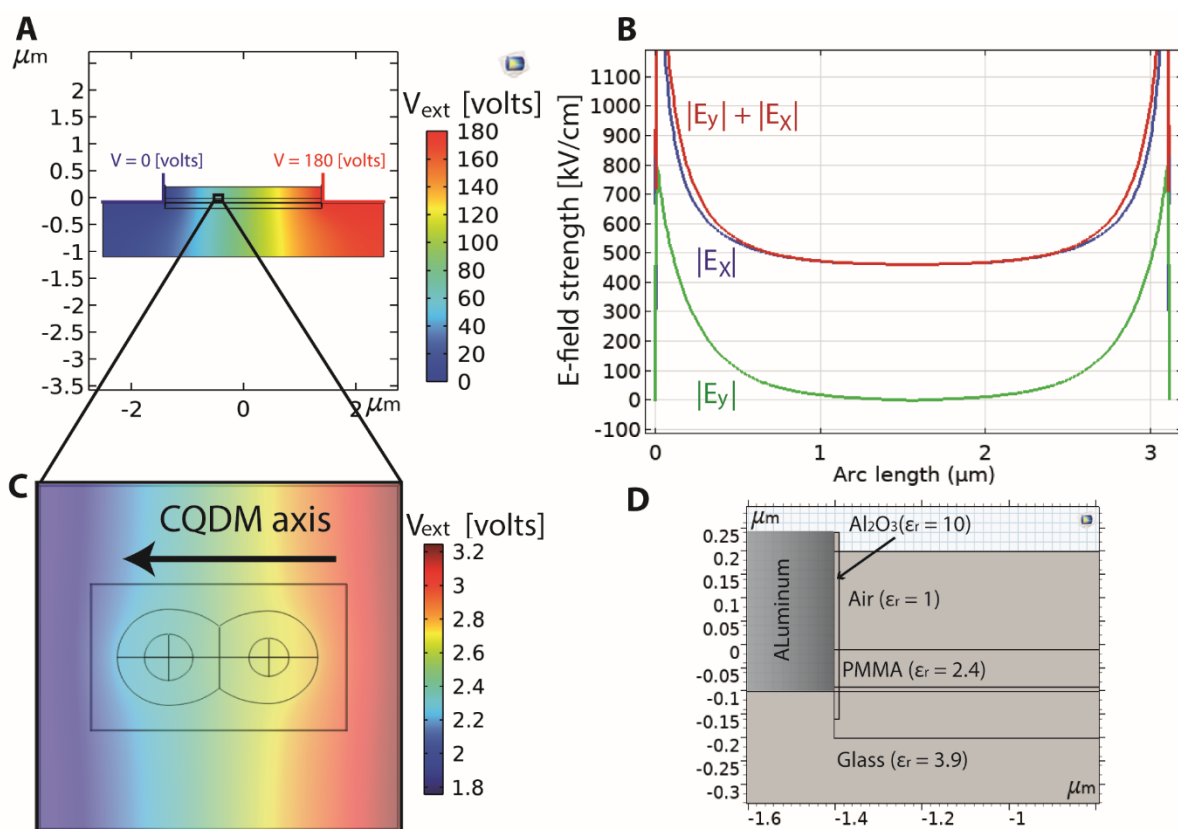 A
μm
2
1.5
1
0.5
0
-0.5
-1
-1.5
-2
-2.5
-3
-3.5
-2
0
2
μm
V = 0 [volts]
V = 180 [volts]
Vext [volts]
180
160
140
120
100
80
60
40
20
0
B
E-field strength [kV/cm]
1100
1000
900
800
700
600
500
400
300
200
100
0
-100
|Ey| + |EX|
|EX|
|Ey|
0
1
2
3
Arc length (μm)
C
CQDM axis
Vext [volts]
3.2
3
2.8
2.6
2.4
2.2
2
1.8
D
μm
0.25
0.2
0.15
0.1
0.05
0
-0.05
-0.1
-0.15
-0.2
-0.25
-0.3
ALuminum
Al₂O₃(εr = 10)
Air (εr = 1)
PMMA (εr = 2.4)
Glass (εr = 3.9)
μm
-1.6
-1.4
-1.2
-1